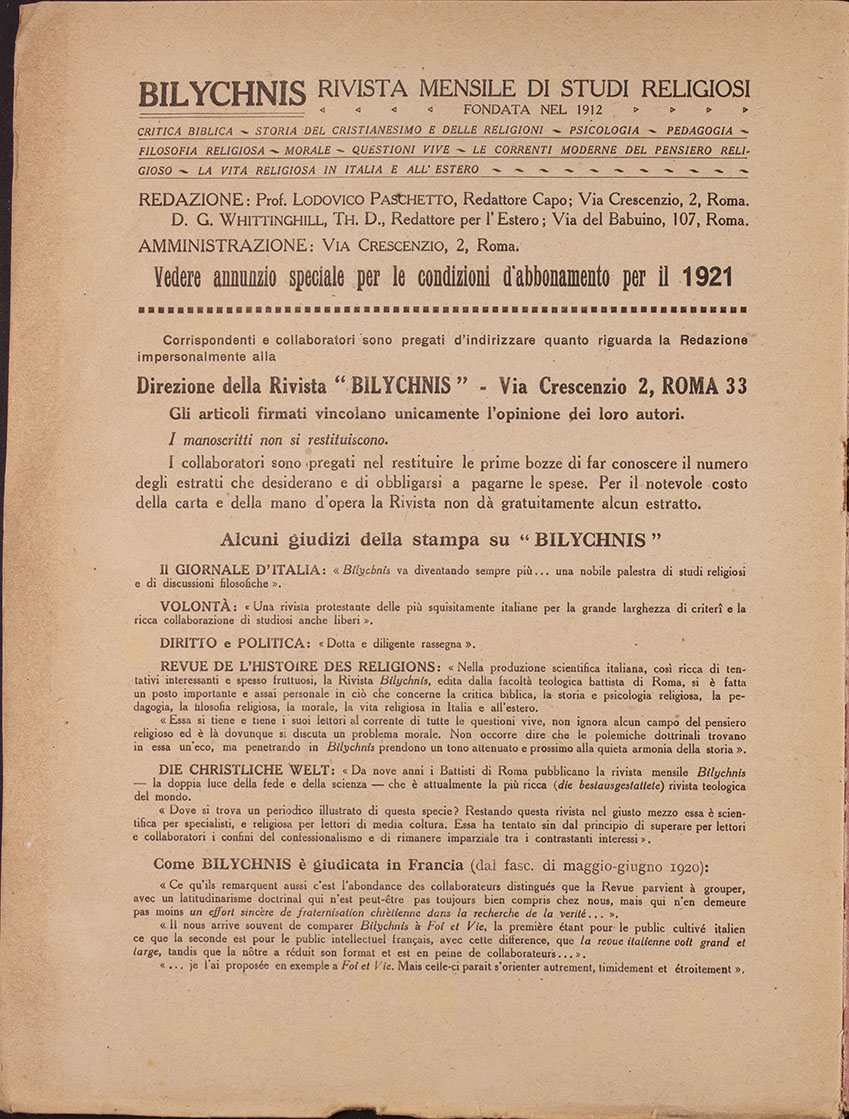 BILYCHNIS RIVISTA MENSILE DI STUDI RELIGIOSI
FONDATA NEL 1912
CRITICA BIBLICA ~ STORIA DEL CRISTIANESIMO E DELLE RELIGIONI ~ PSICOLOGIA ~ PEDAGOGIA ~
FILOSOFIA RELIGIOSA ~ MORALE ~ QUESTIONI VIVE ~ LE CORRENTI MODERNE DEL PENSIERO RELI-
GIOSO ~ LA VITA RELIGIOSA IN ITALIA E ALL' ESTERO ~ ~ ~ ~ ~ ~ ~ ~ ~ ~ ~ ~
REDAZIONE: Prof. LODOVICO PASCHETTO, Redattore Capo; Via Crescenzio, 2, Roma.
D. G. WHITTINGHILL, TH. D., Redattore per l'Estero; Via del Babuino, 107, Roma.
AMMINISTRAZIONE: VIA CRESCENZIO, 2, Roma.
Vedere annunzio speciale per le condizioni d'abbonamento per il 1921
Corrispondenti e collaboratori sono pregati d'indirizzare quanto riguarda la Redazione
impersonalmente alla
Direzione della Rivista “ BILYCHNIS ” - Via Crescenzio 2, ROMA 33
Gli articoli firmati vincolano unicamente l'opinione dei loro autori.
I manoscritti non si restituiscono.
I collaboratori sono pregati nel restituire le prime bozze di far conoscere il numero
degli estratti che desiderano e di obbligarsi a pagarne le spese. Per il notevole costo
della carta e della mano d'opera la Rivista non dà gratuitamente alcun estratto.
Alcuni giudizi della stampa su “ BILYCHNIS ”
Il GIORNALE D'ITALIA: « Bilychnis va diventando sempre più... una nobile palestra di studi religiosi
e di discussioni filosofiche ».
VOLONTÀ: « Una rivista protestante delle più squisitamente italiane per la grande larghezza di criterî e la
ricca collaborazione di studiosi anche liberi ».
DIRITTO e POLITICA: « Dotta e diligente rassegna ».
REVUE DE L'HISTOIRE DES RELIGIONS: « Nella produzione scientifica italiana, così ricca di ten-
tativi interessanti e spesso fruttuosi, la Rivista Bilychnis, edita dalla facoltà teologica battista di Roma, si è fatta
un posto importante e assai personale in ciò che concerne la critica biblica, la storia e psicologia religiosa, la pe-
dagogia, la filosofia religiosa, la morale, la vita religiosa in Italia e all'estero.
« Essa si tiene e tiene i suoi lettori al corrente di tutte le questioni vive, non ignora alcun campo del pensiero
religioso ed è là dovunque si discuta un problema morale. Non occorre dire che le polemiche dottrinali trovano
in essa un'eco, ma penetrando in Bilychnis prendono un tono attenuato e prossimo alla quieta armonia della storia ».
DIE CHRISTLICHE WELT: « Da nove anni i Battisti di Roma pubblicano la rivista mensile Bilychnis
— la doppia luce della fede e della scienza — che è attualmente la più ricca (die bestausgestattete) rivista teologica
del mondo.
« Dove si trova un periodico illustrato di questa specie? Restando questa rivista nel giusto mezzo essa è scien-
tifica per specialisti, e religiosa per lettori di media coltura. Essa ha tentato sin dal principio di superare per lettori
e collaboratori i confini del confessionalismo e di rimanere imparziale tra i contrastanti interessi ».
Come BILYCHNIS è giudicata in Francia (dal fasc. di maggio-giugno 1920):
« Ce qu'ils remarquent aussi c'est l'abondance des collaborateurs distingués que la Revue parvient à grouper,
avec un latitudinarisme doctrinal qui n'est peut-être pas toujours bien compris chez nous, mais qui n'en demeure
pas moins un effort sincère de fraternisation chrètienne dans la recherche de la verité... ».
« Il nous arrive souvent de comparer Bilychnis à Foi et Vie, la première étant pour le public cultivé italien
ce que la seconde est pour le public intellectuel français, avec cette difference, que la revue italienne voit grand et
large, tandis que la nôtre a réduit son format et est en peine de collaborateurs...».
« ... je l'ai proposée en exemple a Foi et Vie. Mais celle-ci parait s'orienter autrement, timidement et étroitement ».